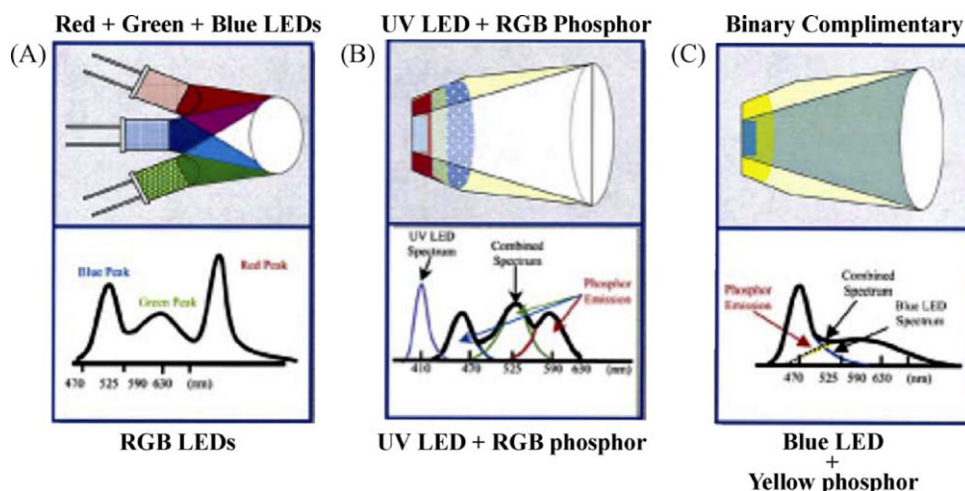 Red + Green + Blue LEDs
UV LED + RGB Phosphor
Binary Complimentary
(A)
(B)
(C)
Blue Peak
Green Peak
Red Peak
470 525 590 630 (nm)
UV LED
Spectrum
Combined
Spectrum
Phosphor
Emission
410 470 525 590 630 (nm)
Phosphor
Emission
Combined
Spectrum
Blue LED
Spectrum
470 525 590 630 (nm)
RGB LEDs
UV LED + RGB phosphor
Blue LED
+
Yellow phosphor